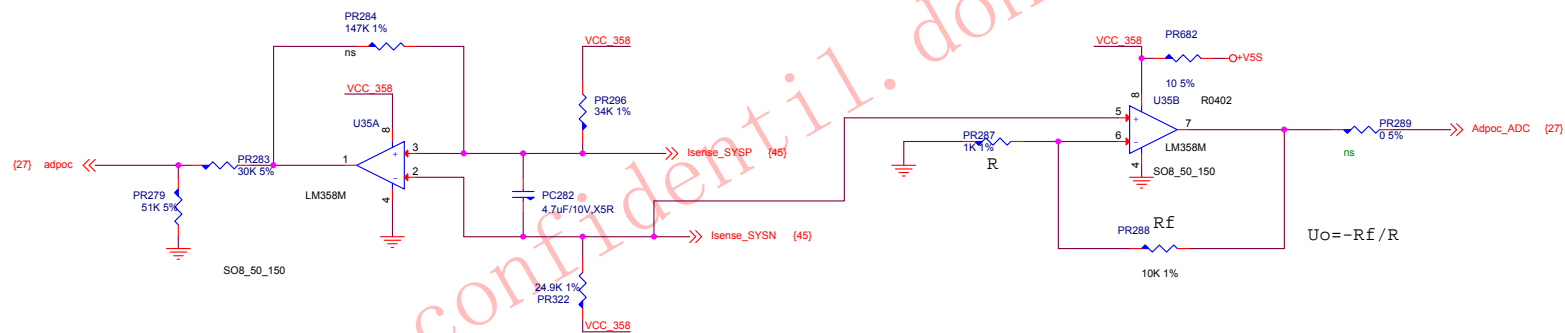 PR284
147K 1%
ns
VCC_358
U35A
8
3
+
1
2
-
4
LM358M
{27} adpoc
PR283
30K 5%
PR279
51K 5%
SO8_50_150
VCC_358
PR296
34K 1%
Isense_SYSP {45}
PC282
4.7uF/10V,X5R
Isense_SYSN {45}
24.9K 1%
PR322
VCC_358
VCC_358
PR682
+V5S
10 5%
8
U35B
R0402
5
+
7
6
-
4
LM358M
SO8_50_150
PR287
1K 1%
R
PR289
0 5%
ns
Adpoc_ADC {27}
Rf
PR288
10K 1%
Uo=-Rf/R
confidentil. do